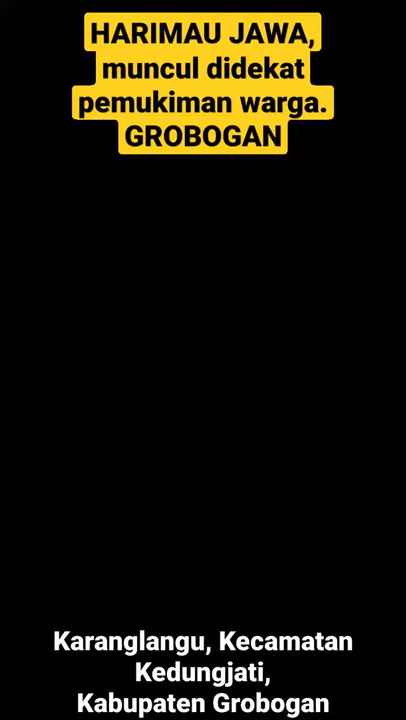 HARIMAU JAWA,
muncul didekat
pemukiman warga.
GROBOGAN
Karanglangu, Kecamatan
Kedungjati,
Kabupaten Grobogan